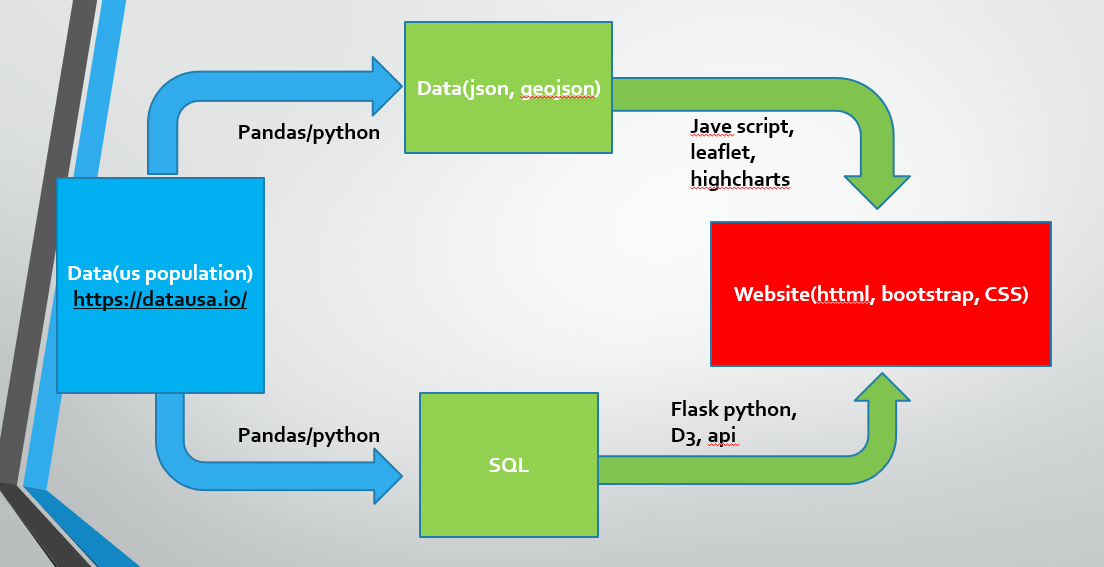 Data(json, geojson)
Pandas/python
Jave script,
leaflet,
highcharts
Data(us population)
https://datausa.io/
Website(httml, bootstrap, CSS)
Pandas/python
Flask python,
D3, api
SQL